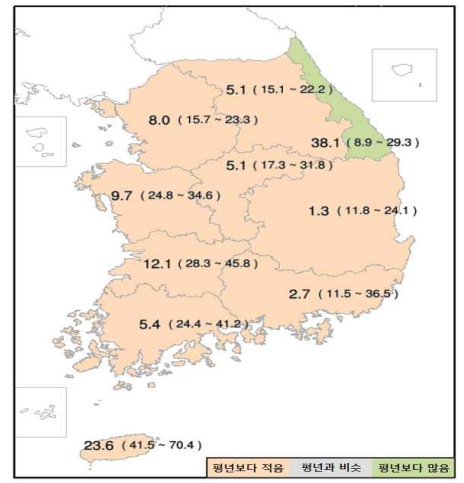 5.1 ( 15.1 ~ 22.2 )
8.0 ( 15.7 ~ 23.3 )
38.1 ( 8.9 ~ 29.3 )
5.1 ( 17.3 ~ 31.8 )
9.7 ( 24.8 ~ 34.6 )
1.3 ( 11.8 ~ 24.1 )
12.1 ( 28.3 ~ 45.8 )
2.7 ( 11.5 ~ 36.5 )
5.4 ( 24.4 ~ 41.2 )
23.6 ( 41.5 ~ 70.4 )
평년보다 적음 평년과 비슷 평년보다 많음